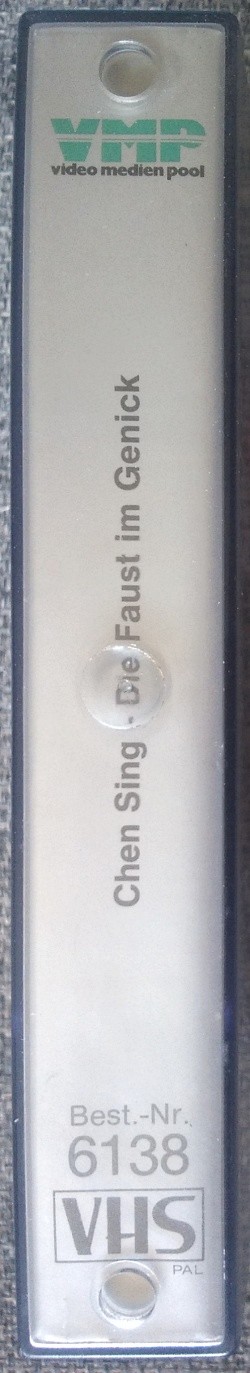 VMP
video medien pool
Chen Sing - Die Faust im Genick
Best.-Nr.
6138
VHS
PAL